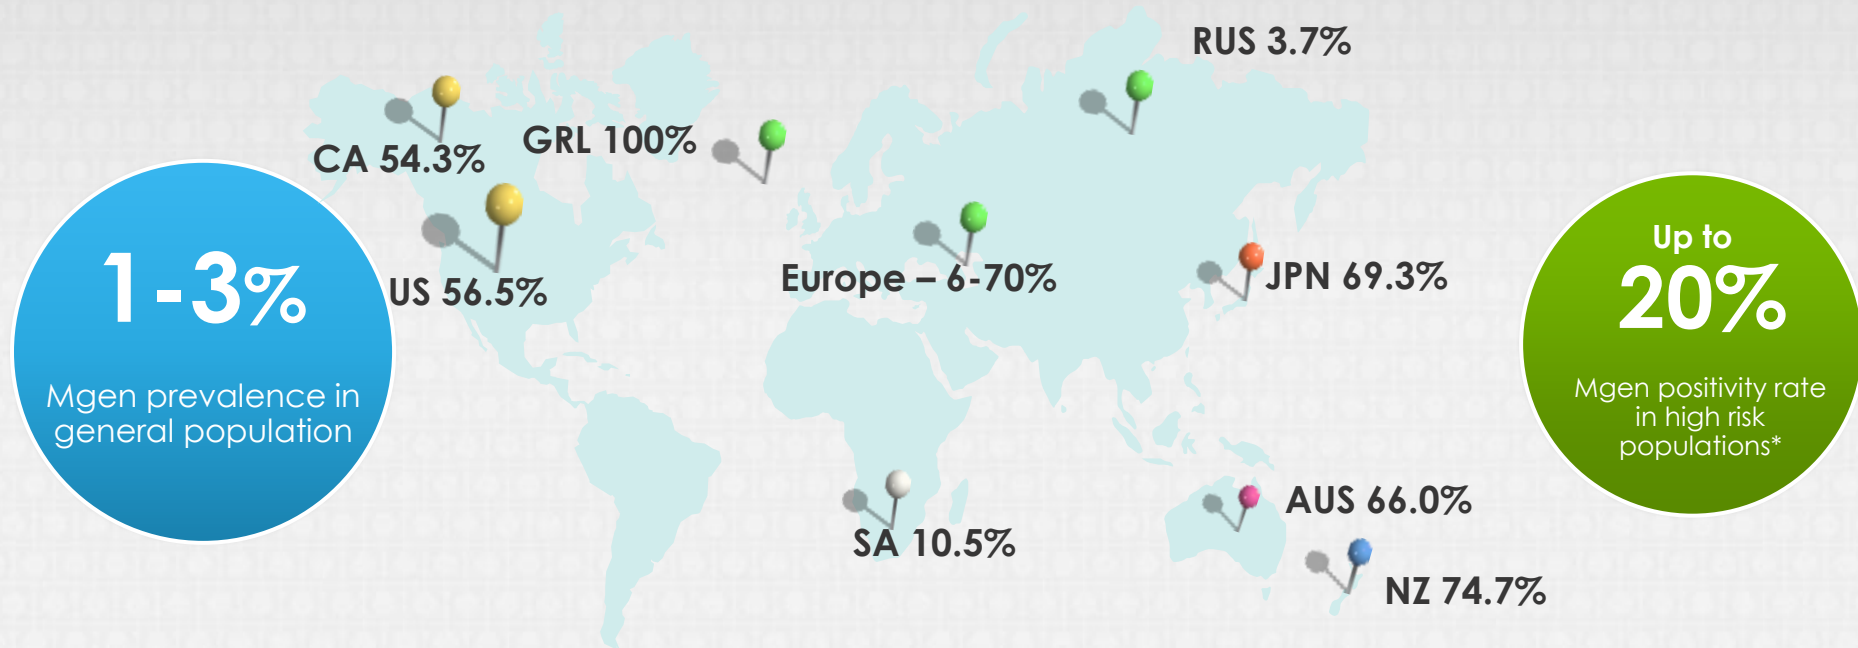 RUS 3.7%
CA 54.3%
GRL 100%
US 56.5%
Europe – 6-70%
JPN 69.3%
SA 10.5%
AUS 66.0%
NZ 74.7%
1-3%
Mgen prevalence in
general population
Up to
20%
Mgen positivity rate
in high risk
populations*